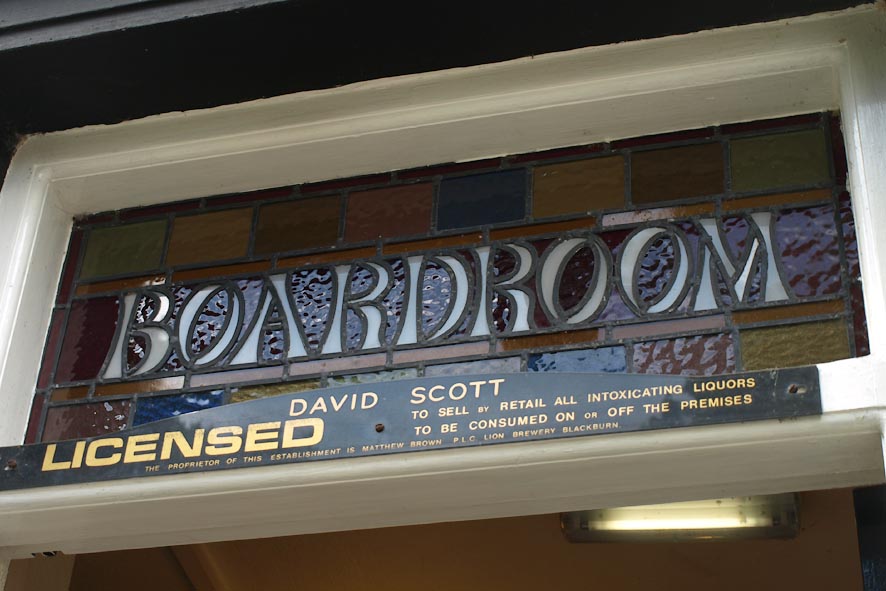 BOARDROOM
DAVID SCOTT
LICENSED
TO SELL BY RETAIL ALL INTOXICATING LIQUORS
TO BE CONSUMED ON OR OFF THE PREMISES
THE PROPRIETOR OF THIS ESTABLISHMENT IS MATTHEW BROWN P.L.C LION BREWERY BLACKBURN